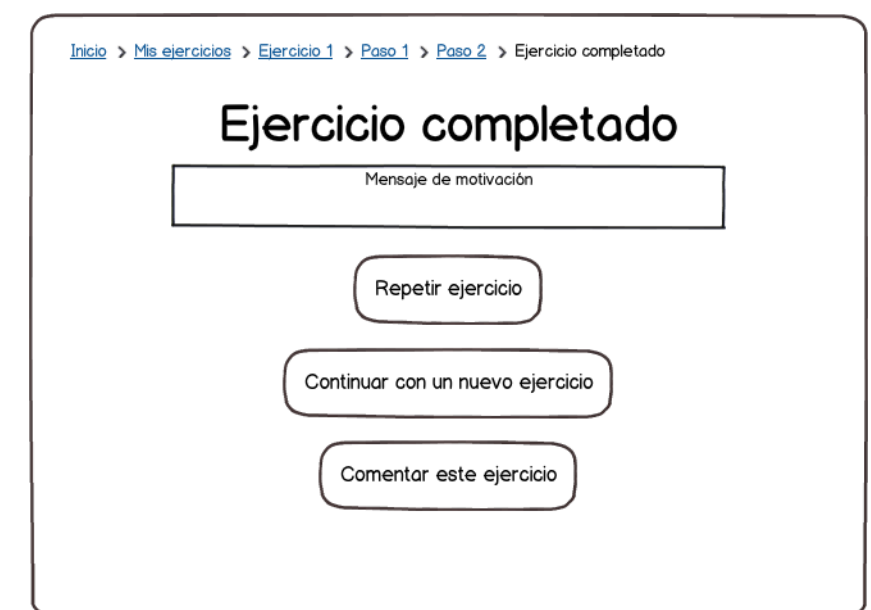 Inicio > Mis ejercicios > Ejercicio 1 > Paso 1 > Paso 2 > Ejercicio completado
Ejercicio completado
Mensaje de motivación
Repetir ejercicio
Continuar con un nuevo ejercicio
Comentar este ejercicio